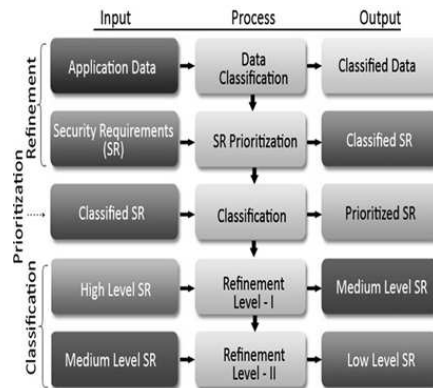 Input Process Output
Refinement
Application Data
Data
Classification
Classified Data
Security Requirements
(SR)
SR Prioritization
Classified SR
Prioritization
Classified SR
Classification
Prioritized SR
Classification
High Level SR
Refinement
Level - I
Medium Level SR
Medium Level SR
Refinement
Level - II
Low Level SR